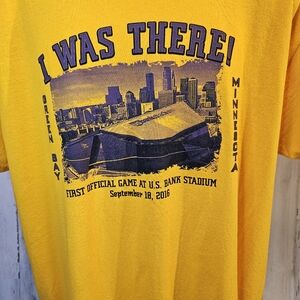 I WAS THERE!
GREEN BAY
MINNESOTA
FIRST OFFICIAL GAME AT U.S. BANK STADIUM
September 18, 2016